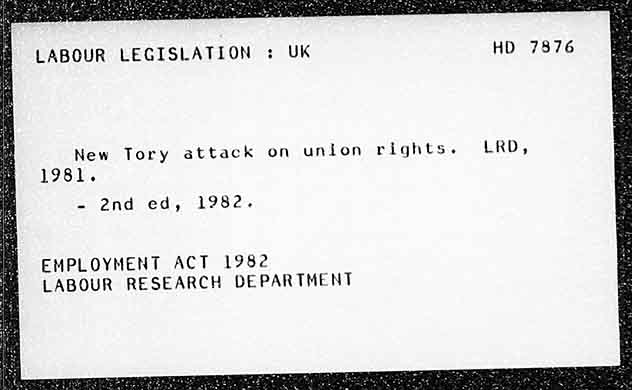 LABOUR LEGISLATION : UK HD 7876
New Tory attack on union rights. LRD,
1981.
- 2nd ed, 1982.
EMPLOYMENT ACT 1982
LABOUR RESEARCH DEPARTMENT